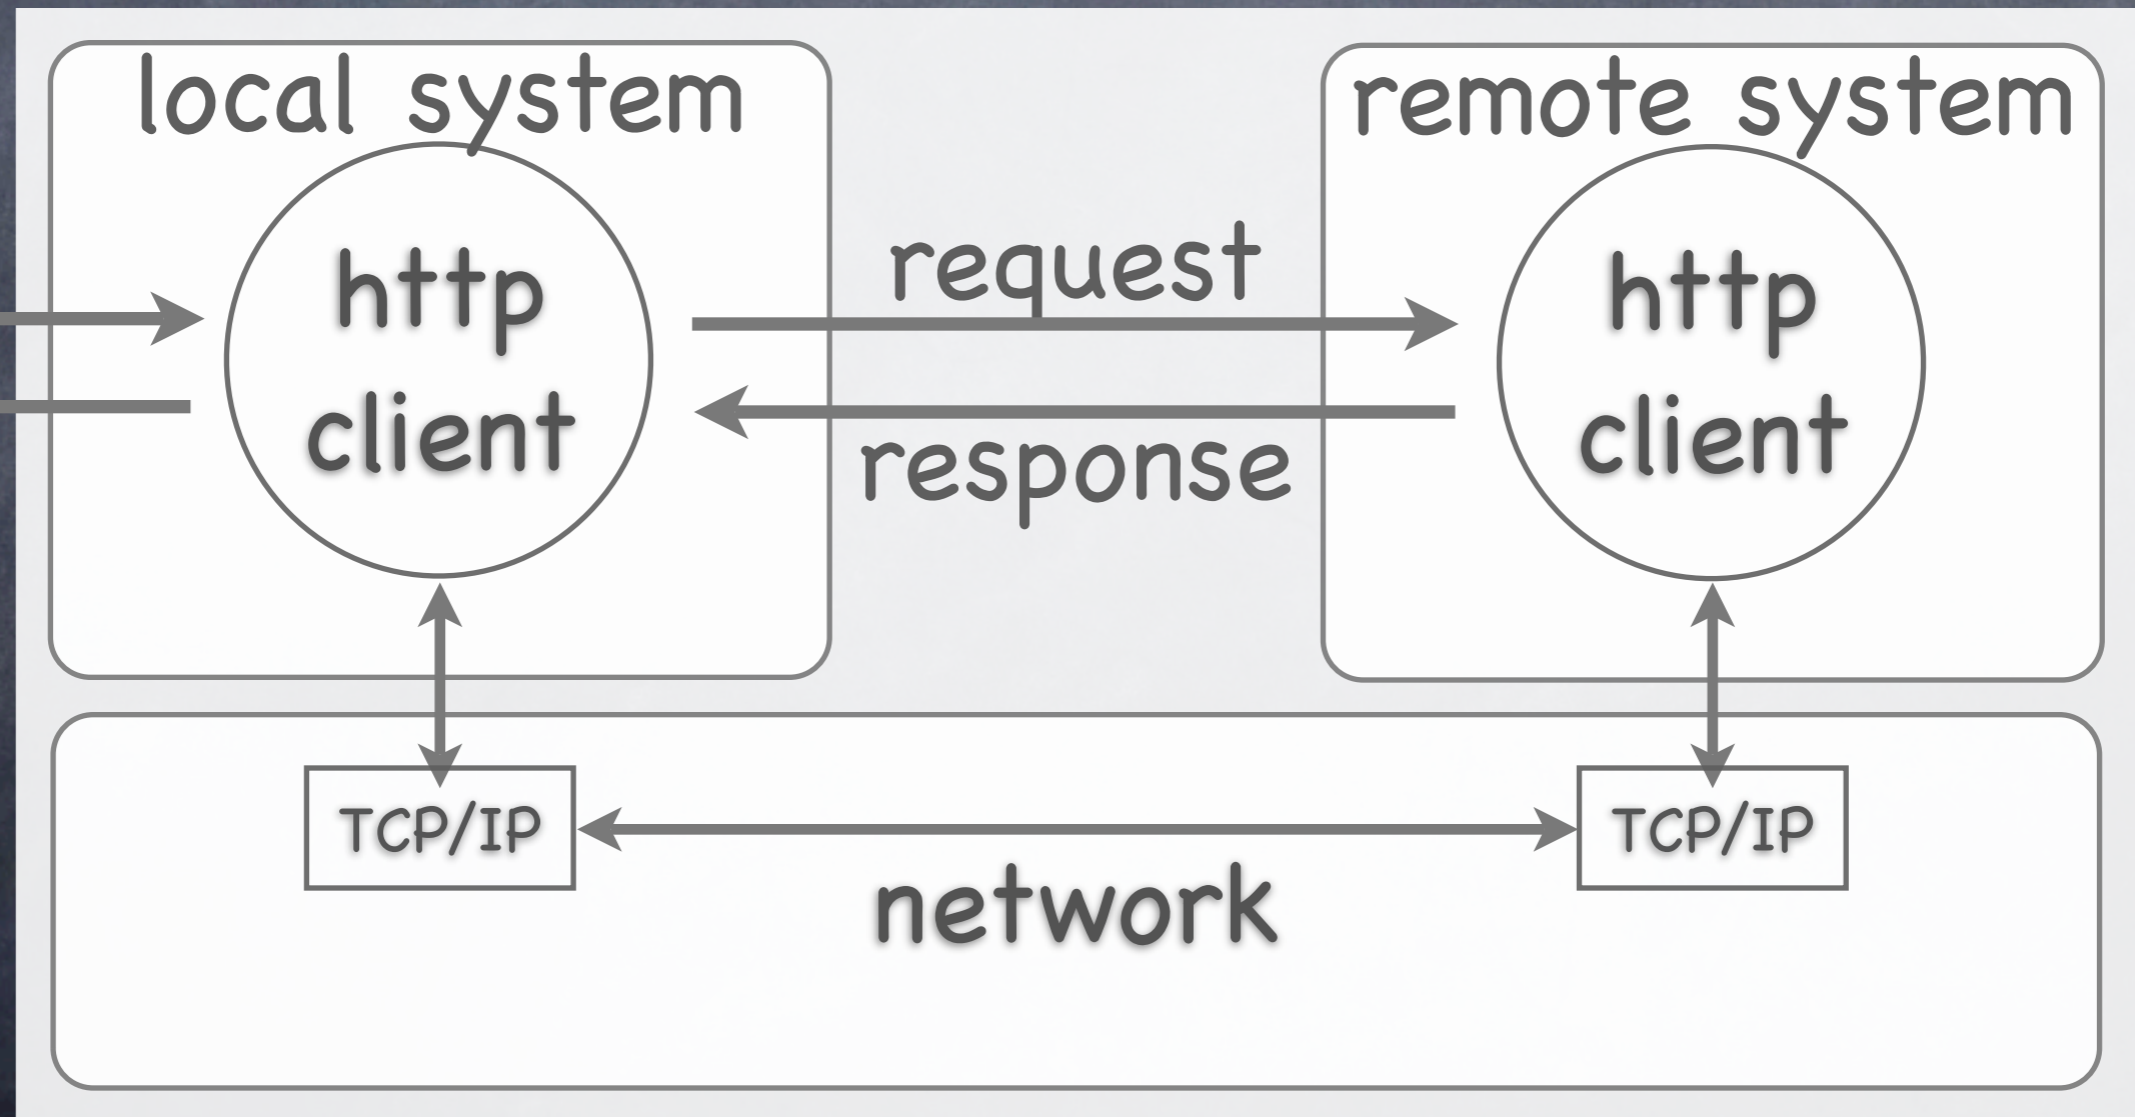 local system
remote system
http
client
request
response
http
client
TCP/IP
TCP/IP
network